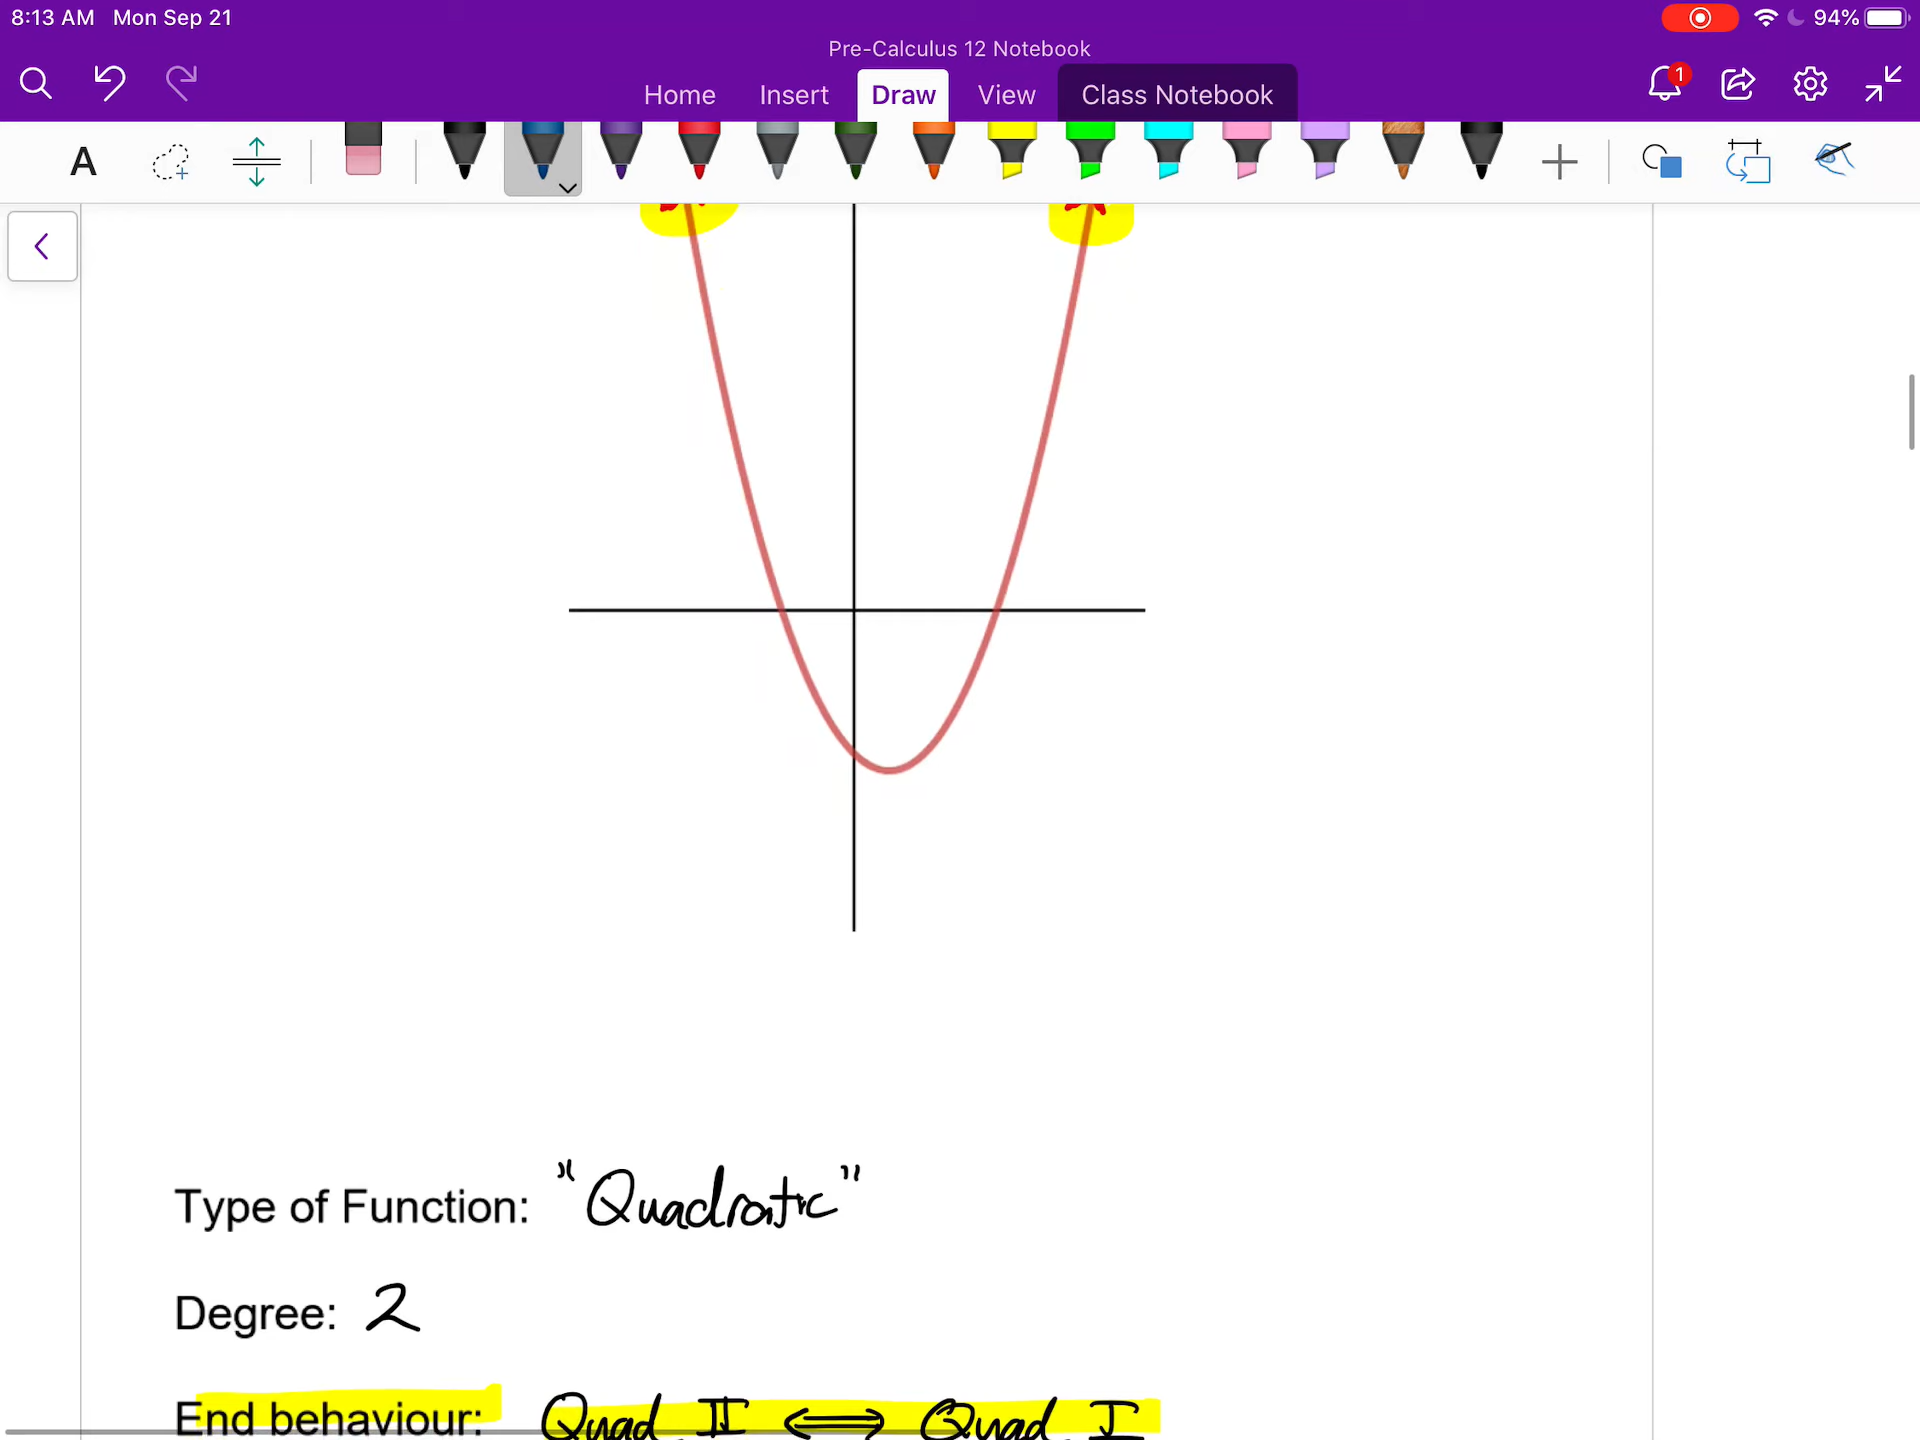 8:13 AM Mon Sep 21
94%
Pre-Calculus 12 Notebook
Home Insert Draw View Class Notebook
1
A
Type of Function: "Quadratic"
Degree: 2
End behaviour: Quad II ⟺ Quad I